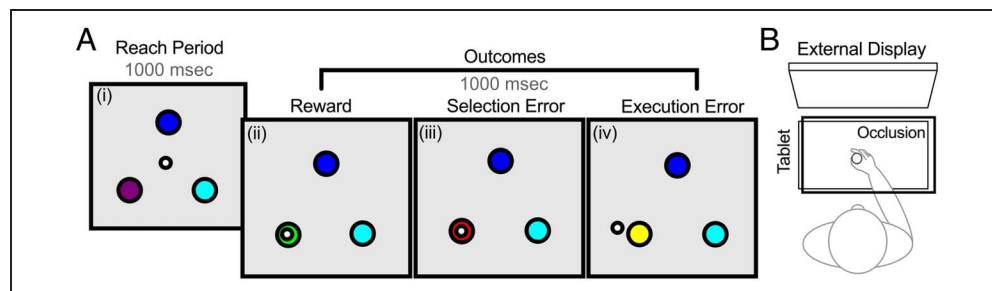 A
Reach Period
1000 msec
(i)
Outcomes
1000 msec
Reward
Selection Error
Execution Error
(ii)
(iii)
(iv)
B
External Display
Occlusion
Tablet